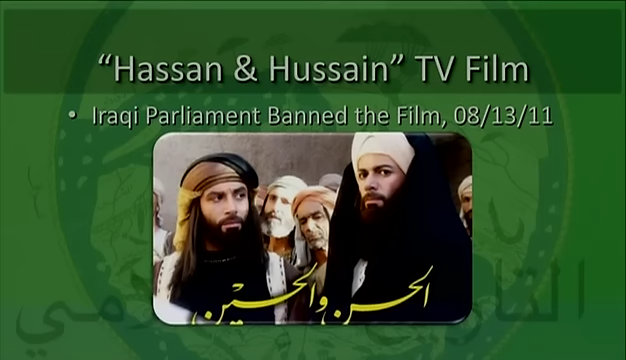 “Hassan & Hussain” TV Film
• Iraqi Parliament Banned the Film, 08/13/11
الحسن والحسين